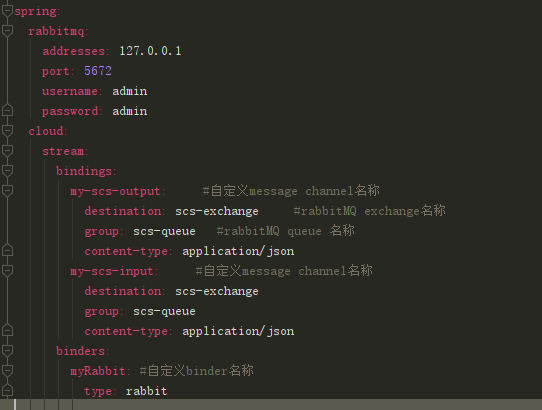 spring:
rabbitmq:
addresses: 127.0.0.1
port: 5672
username: admin
password: admin
cloud:
stream:
bindings:
my-scs-output: #自定义message channel名称
destination: scs-exchange #rabbitMQ exchange名称
group: scs-queue #rabbitMQ queue 名称
content-type: application/json
my-scs-input: #自定义message channel名称
destination: scs-exchange
group: scs-queue
content-type: application/json
binders:
myRabbit: #自定义binder名称
type: rabbit